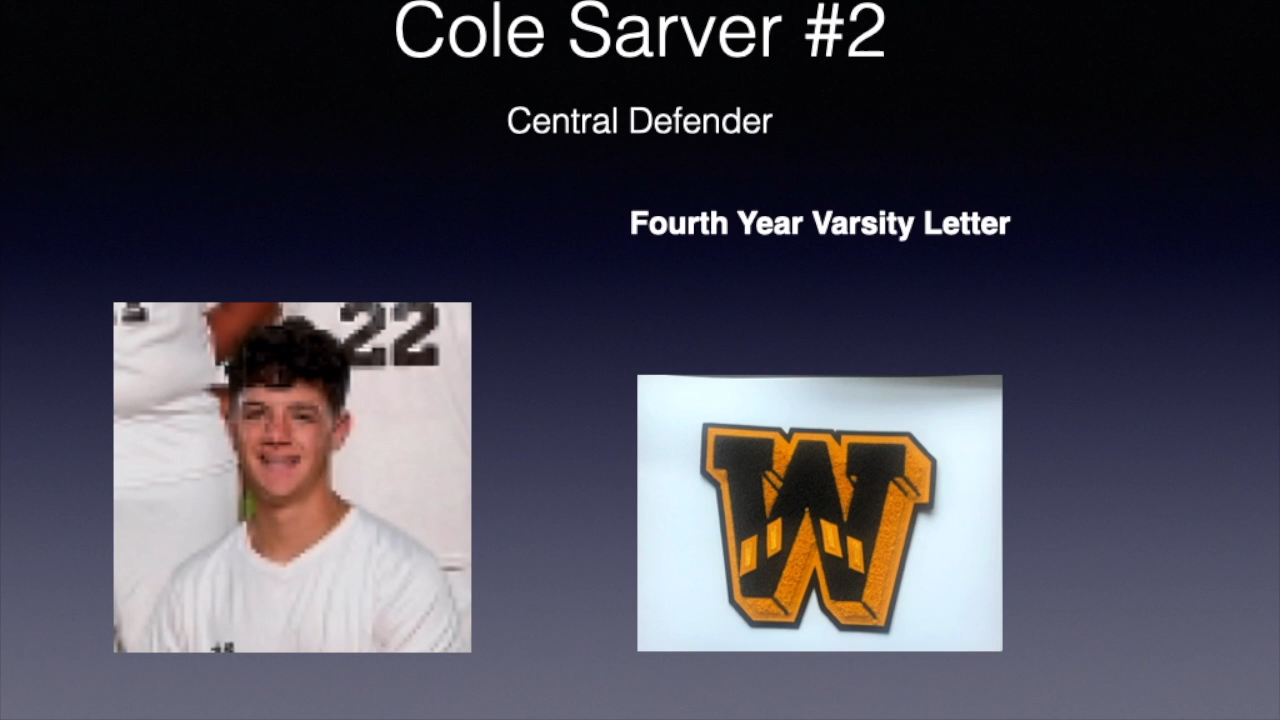 Cole Sarver #2
Central Defender
Fourth Year Varsity Letter
22
W